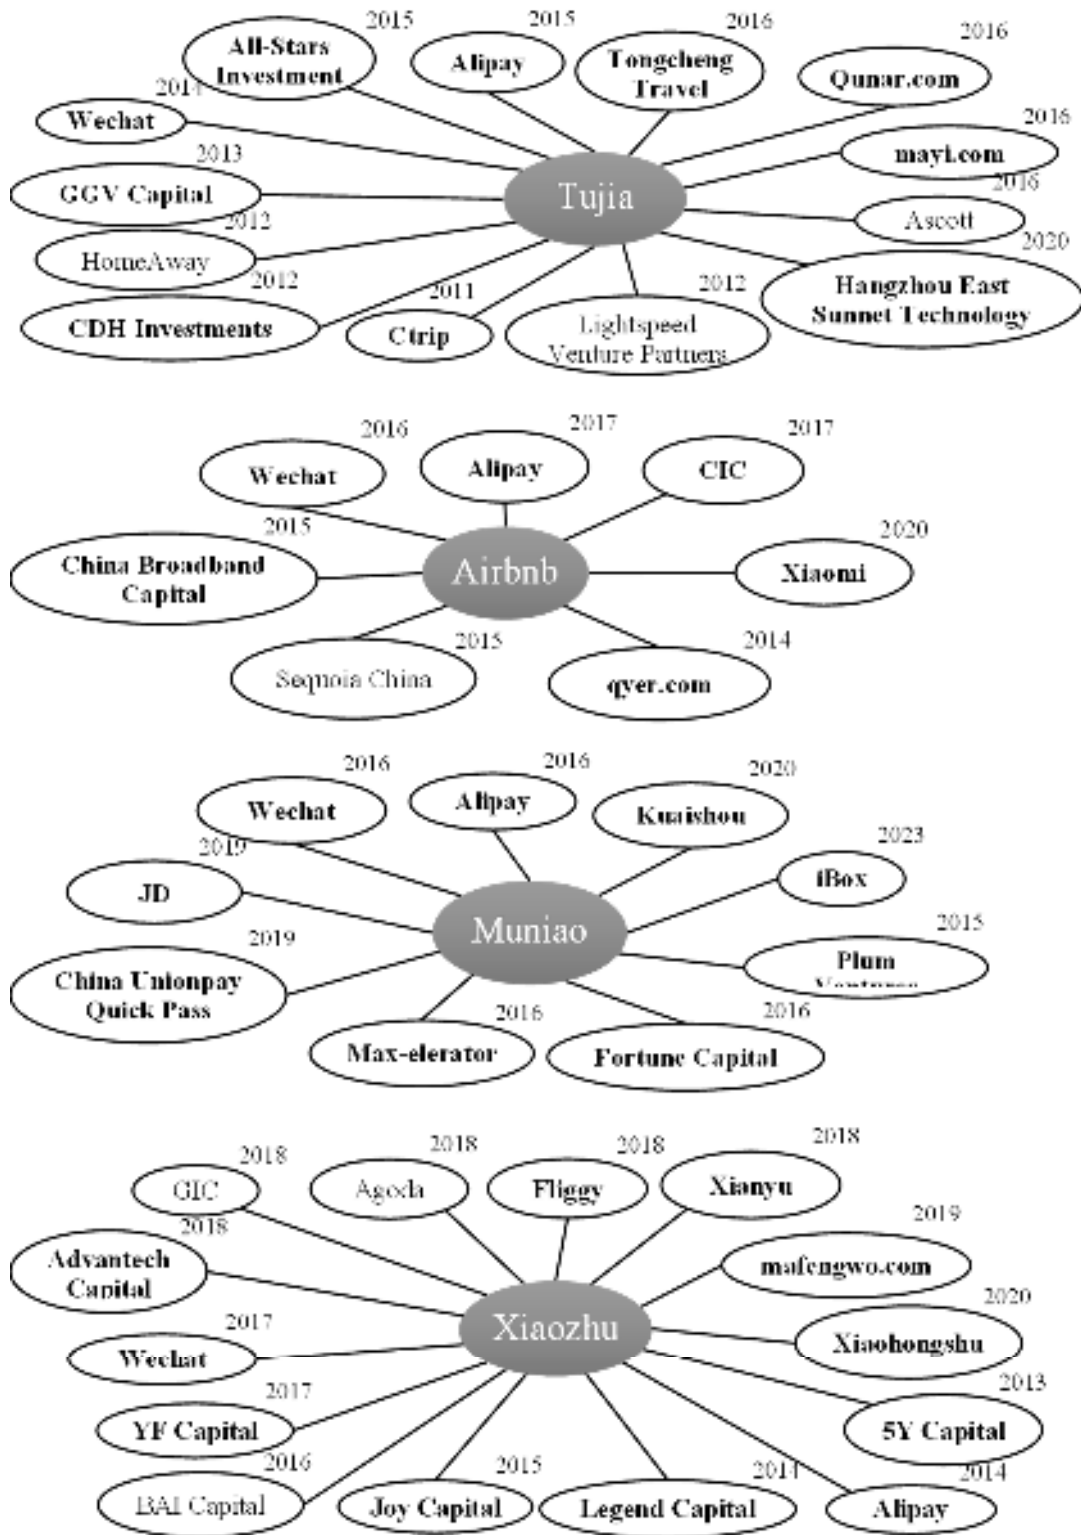 2015
All-Stars
Investment
2015
Alipay
2016
Tongcheng
Travel
2016
Qunar.com
2014
Wechat
2016
mayi.com
2013
GGV Capital
Tujia
2016
Ascott
2012
HomeAway
2020
Hangzhou East
Sunnet Technology
2012
CDH Investments
2011
Ctrip
2012
Lightspeed
Venture Partners
2016
Wechat
2017
Alipay
2017
CIC
2015
China Broadband
Capital
Airbnb
2020
Xiaomi
2015
Sequoia China
2014
qyer.com
2016
Wechat
2016
Alipay
2020
Kuaishou
2019
JD
2023
iBox
Muniao
2019
China Unionpay
Quick Pass
2015
Plum
Ventures
2016
Max-elerator
2016
Fortune Capital
2018
GIC
2018
Agoda
2018
Fliggy
2018
Xianyu
2018
Advantech
Capital
2019
mafengwo.com
Xiaozhu
2020
Xiaohongshu
2017
Wechat
2017
YF Capital
2013
5Y Capital
2016
BAI Capital
2015
Joy Capital
2014
Legend Capital
2014
Alipay